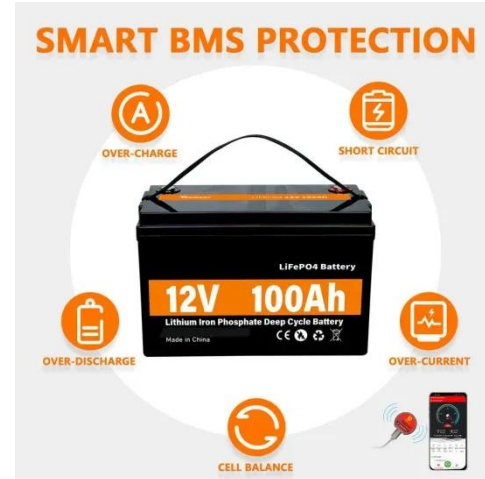 SMART BMS PROTECTION
OVER-CHARGE
SHORT CIRCUIT
LiFePO4 Battery
12V 100Ah
Lithium Iron Phosphate Deep Cycle Battery
Made in China
CE
OVER-DISCHARGE
OVER-CURRENT
CELL BALANCE